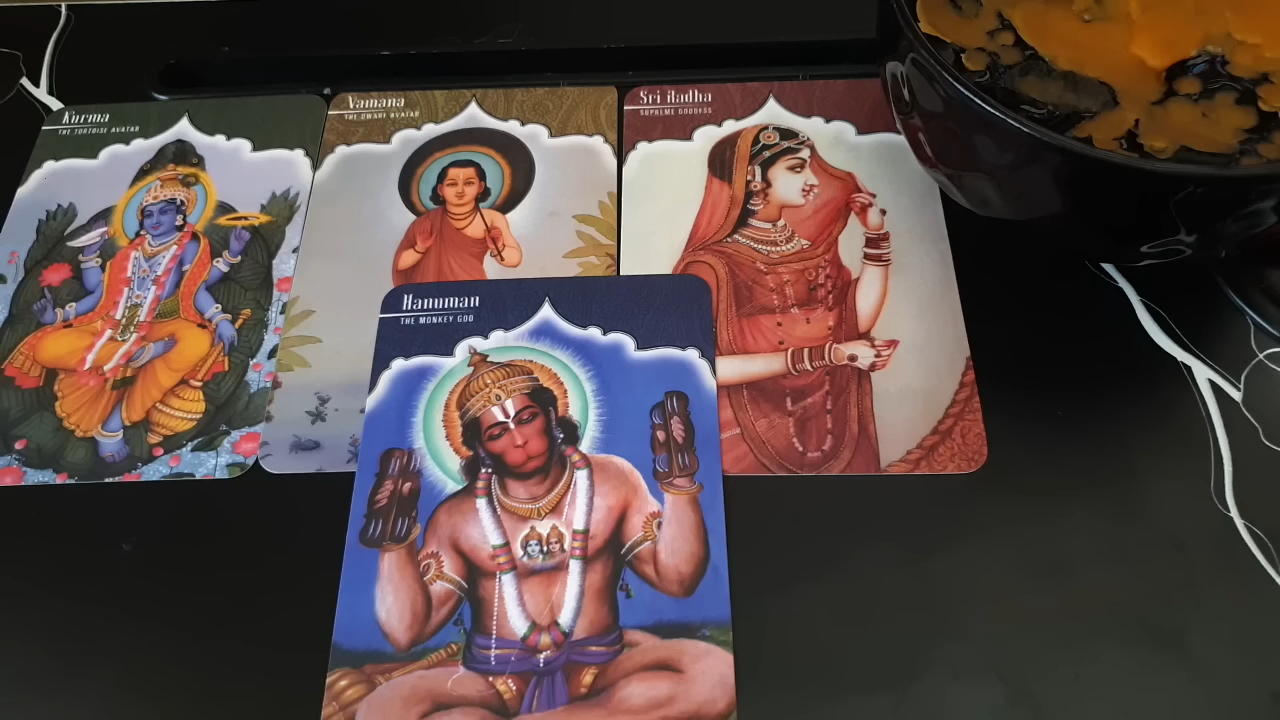 Kurma
THE TORTOISE AVATAR
Vamana
THE DWARF AVATAR
Sri Radha
SUPREME GODDESS
Hanuman
THE MONKEY GOD